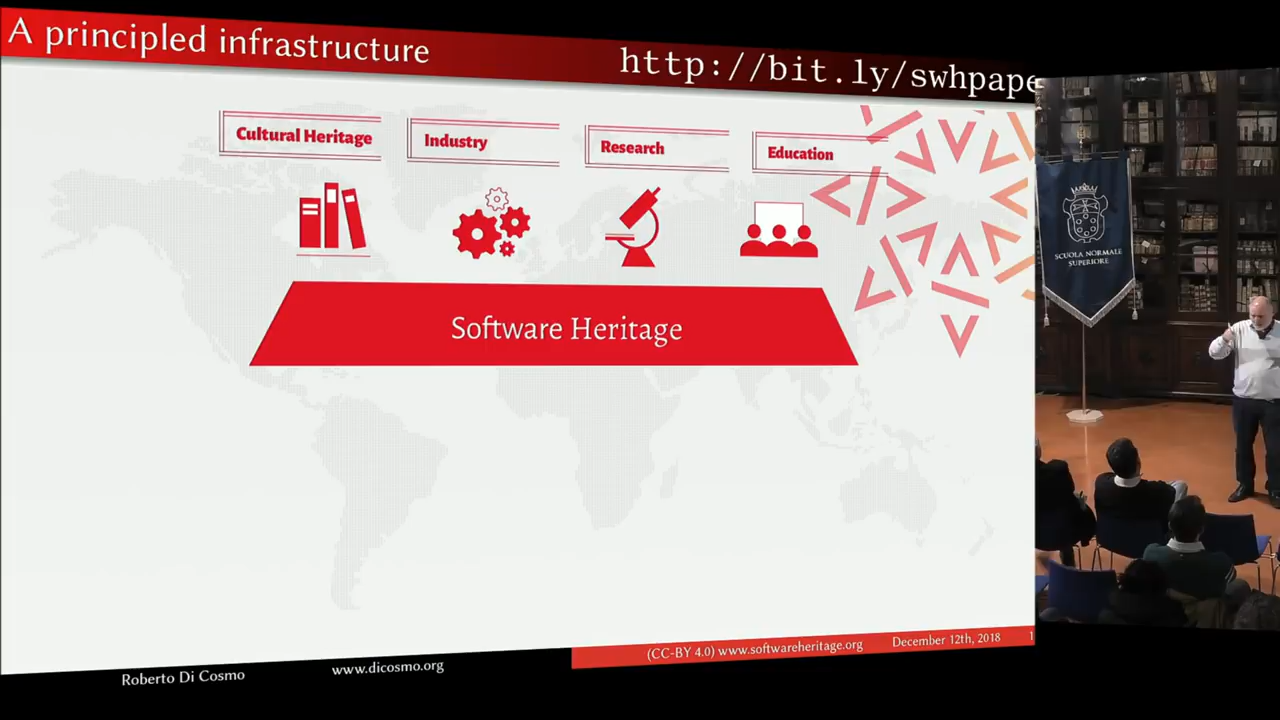 A principled infrastructure
http://bit.ly/swhpape
Cultural Heritage
Industry
Research
Education
Software Heritage
SCUOLA NORMALE
SUPERIORE
(CC-BY 4.0) www.softwareheritage.org
December 12th, 2018
1
Roberto Di Cosmo
www.dicosmo.org